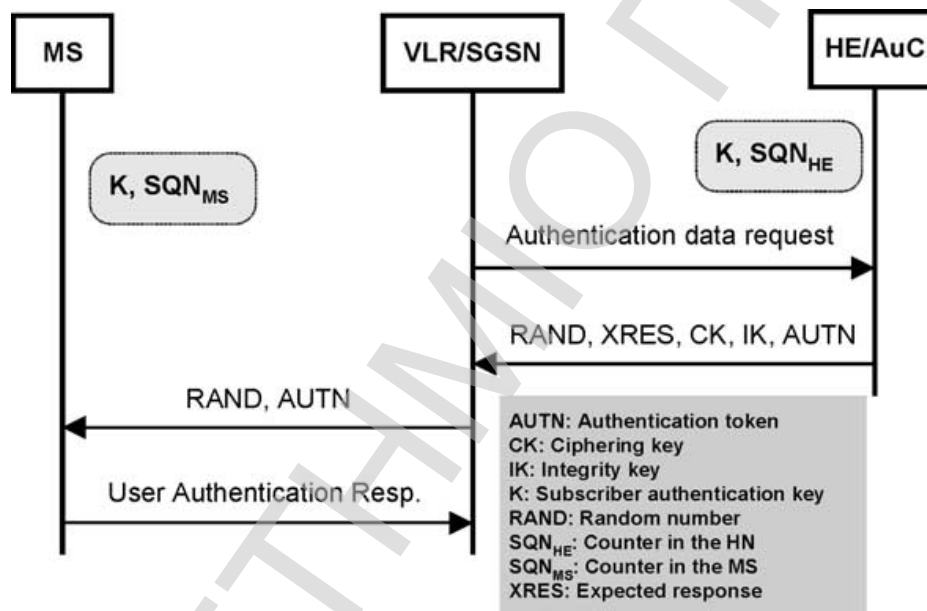 MS
VLR/SGSN
HE/AuC
K, SQN_MS
K, SQN_HE
Authentication data request
RAND, XRES, CK, IK, AUTN
RAND, AUTN
User Authentication Resp.
AUTN: Authentication token
CK: Ciphering key
IK: Integrity key
K: Subscriber authentication key
RAND: Random number
SQN_HE: Counter in the HN
SQN_MS: Counter in the MS
XRES: Expected response